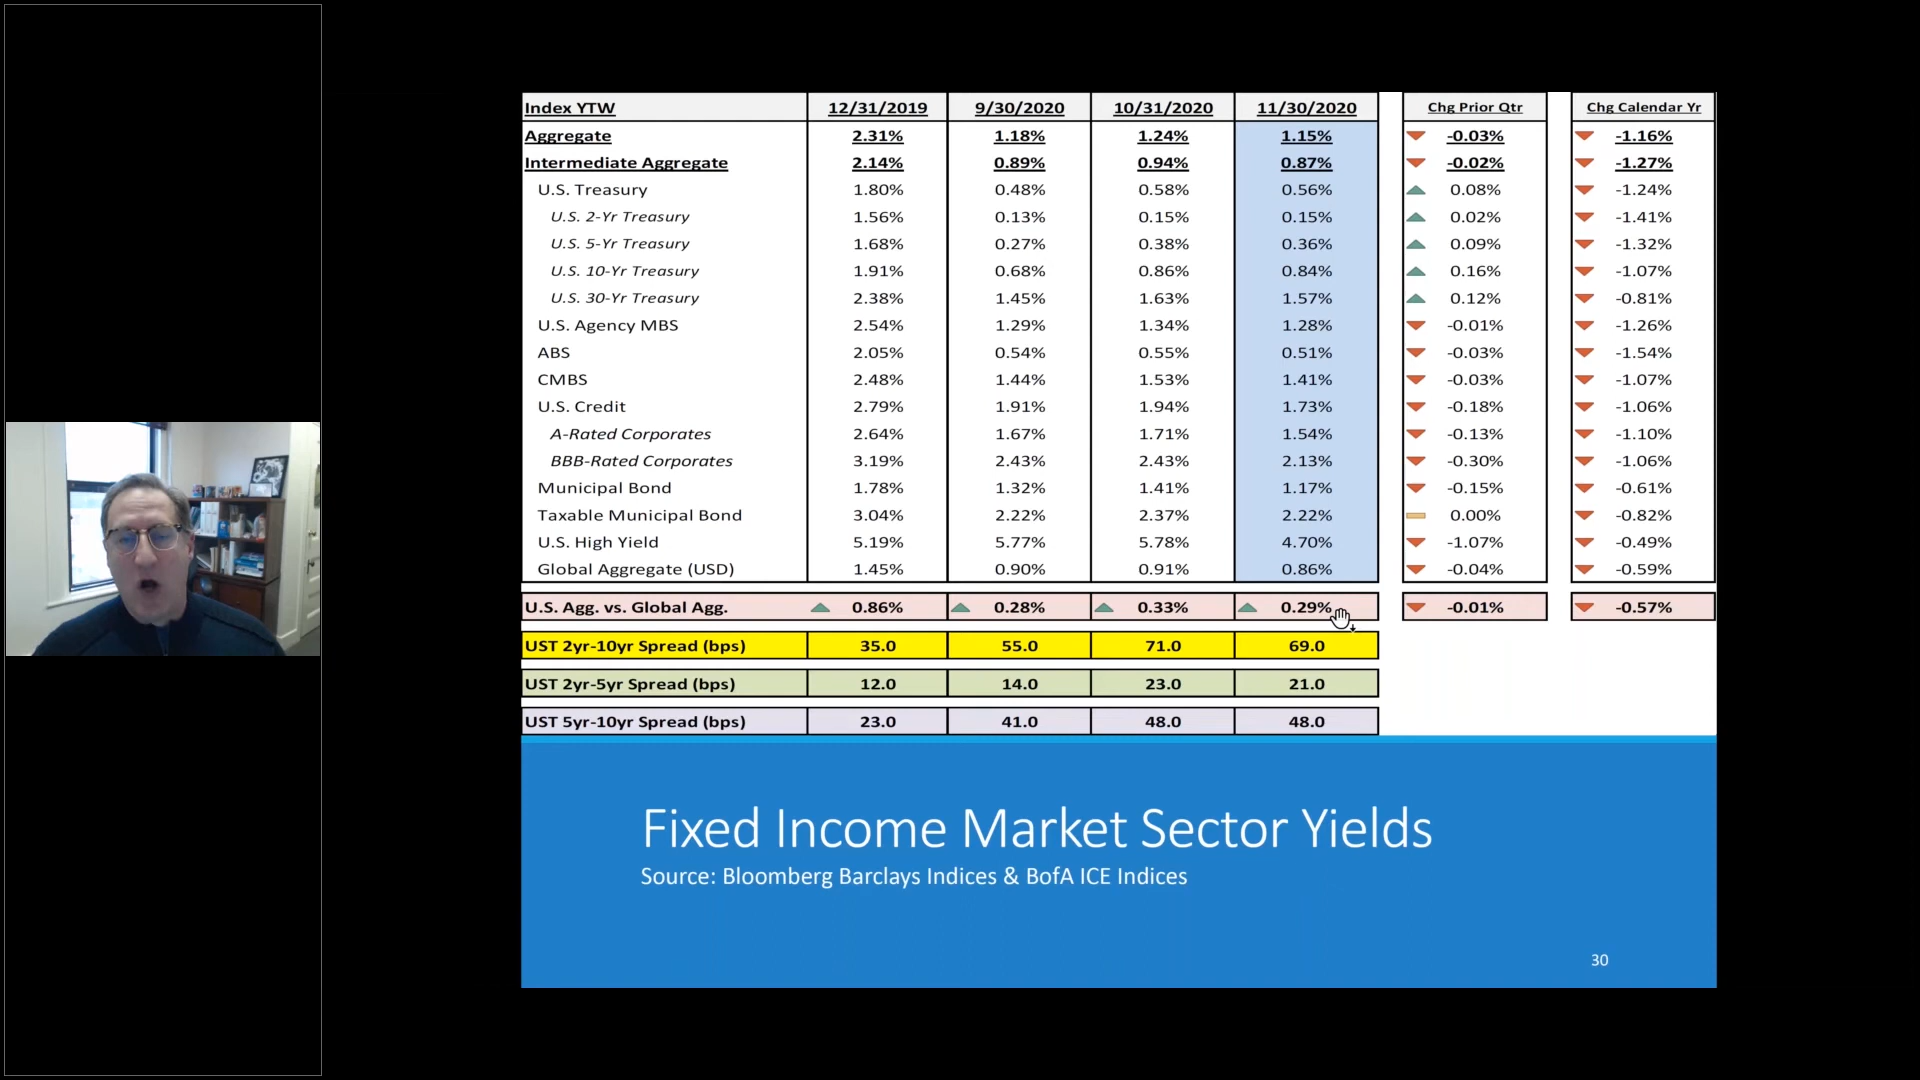 Index YTW 12/31/2019 9/30/2020 10/31/2020 11/30/2020 Chg Prior Qtr Chg Calendar Yr
Aggregate 2.31% 1.18% 1.24% 1.15% -0.03% -1.16%
Intermediate Aggregate 2.14% 0.89% 0.94% 0.87% -0.02% -1.27%
U.S. Treasury 1.80% 0.48% 0.58% 0.56% 0.08% -1.24%
U.S. 2-Yr Treasury 1.56% 0.13% 0.15% 0.15% 0.02% -1.41%
U.S. 5-Yr Treasury 1.68% 0.27% 0.38% 0.36% 0.09% -1.32%
U.S. 10-Yr Treasury 1.91% 0.68% 0.86% 0.84% 0.16% -1.07%
U.S. 30-Yr Treasury 2.38% 1.45% 1.63% 1.57% 0.12% -0.81%
U.S. Agency MBS 2.54% 1.29% 1.34% 1.28% -0.01% -1.26%
ABS 2.05% 0.54% 0.55% 0.51% -0.03% -1.54%
CMBS 2.48% 1.44% 1.53% 1.41% -0.03% -1.07%
U.S. Credit 2.79% 1.91% 1.94% 1.73% -0.18% -1.06%
A-Rated Corporates 2.64% 1.67% 1.71% 1.54% -0.13% -1.10%
BBB-Rated Corporates 3.19% 2.43% 2.43% 2.13% -0.30% -1.06%
Municipal Bond 1.78% 1.32% 1.41% 1.17% -0.15% -0.61%
Taxable Municipal Bond 3.04% 2.22% 2.37% 2.22% 0.00% -0.82%
U.S. High Yield 5.19% 5.77% 5.78% 4.70% -1.07% -0.49%
Global Aggregate (USD) 1.45% 0.90% 0.91% 0.86% -0.04% -0.59%
U.S. Agg. vs. Global Agg. 0.86% 0.28% 0.33% 0.29% -0.01% -0.57%
UST 2yr-10yr Spread (bps) 35.0 55.0 71.0 69.0
UST 2yr-5yr Spread (bps) 12.0 14.0 23.0 21.0
UST 5yr-10yr Spread (bps) 23.0 41.0 48.0 48.0
Fixed Income Market Sector Yields
Source: Bloomberg Barclays Indices & BofA ICE Indices
30